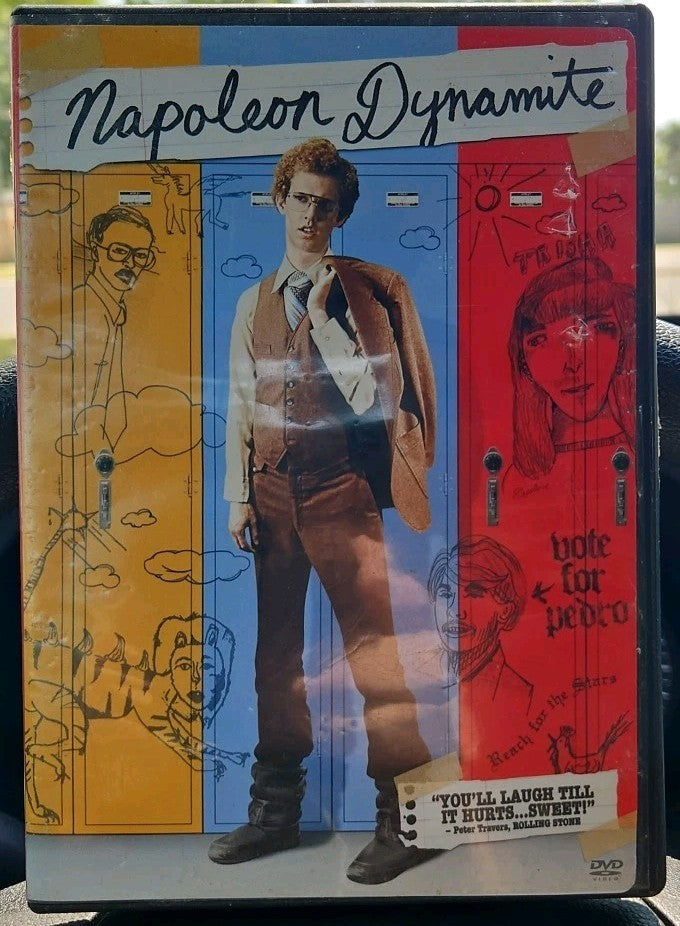 Napoleon Dynamite
TRISHA
vote
for
pedro
Reach for the Stars
"YOU'LL LAUGH TILL
IT HURTS...SWEET!"
– Peter Travers, ROLLING STONE
DVD
VIDEO